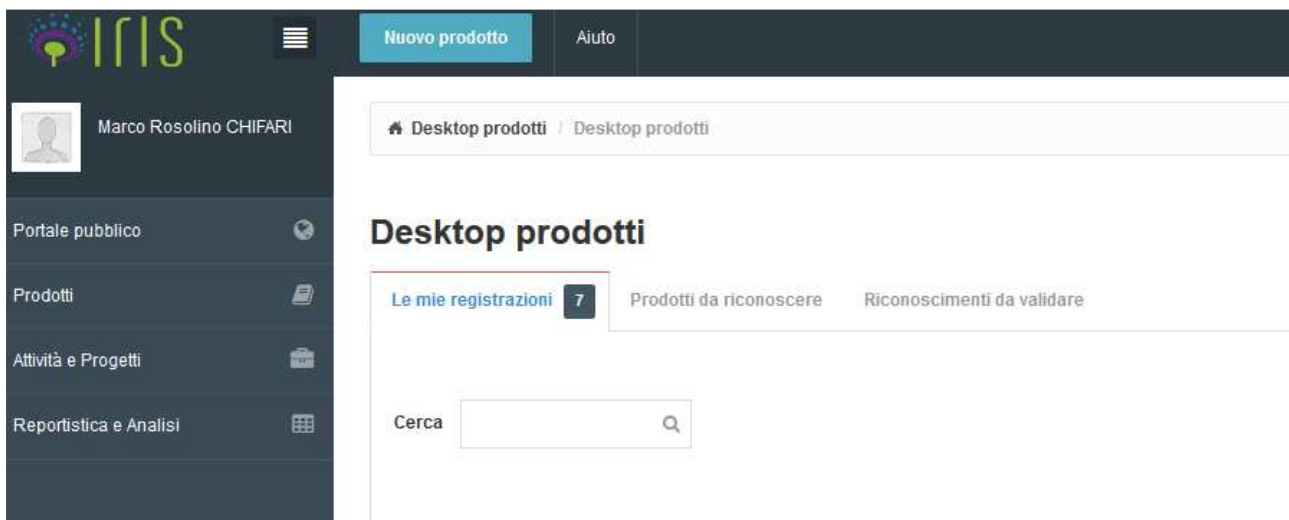 IRIS
Nuovo prodotto
Aiuto
Marco Rosolino CHIFARI
Desktop prodotti / Desktop prodotti
Portale pubblico
Desktop prodotti
Prodotti
Le mie registrazioni 7
Prodotti da riconoscere
Riconoscimenti da validare
Attività e Progetti
Cerca
Reportistica e Analisi